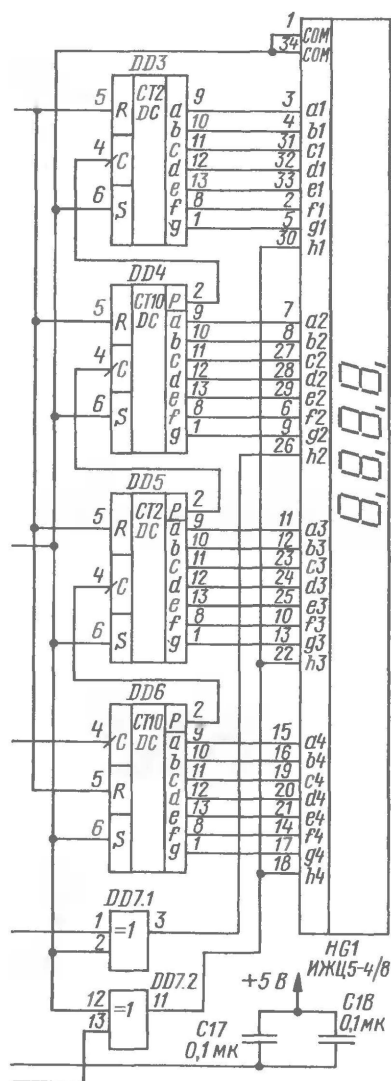 1 COM
34 COM
DD3
5 R CT2 DC a 9 3 a1
b 10 4 b1
4 C c 11 31 c1
d 12 32 d1
e 13 33 e1
6 S f 8 2 f1
g 1 5 g1
30 h1
DD4
P 2
5 R CT10 DC a 9 7 a2
b 10 8 b2
4 C c 11 27 c2
d 12 28 d2
e 13 29 e2
6 S f 8 6 f2
g 1 9 g2
26 h2
DD5
P 2
5 R CT2 DC a 9 11 a3
b 10 12 b3
4 C c 11 23 c3
d 12 24 d3
e 13 25 e3
6 S f 8 10 f3
g 1 13 g3
22 h3
DD6
P 2
4 C CT10 DC a 9 15 a4
b 10 16 b4
5 R c 11 19 c4
d 12 20 d4
e 13 21 e4
6 S f 8 14 f4
g 1 17 g4
18 h4
DD7.1
1 =1 3
2
DD7.2
12 =1 11
13
HG1
ИЖЦ5-4/8
+5 В
C17 0,1 мк
C18 0,1 мк